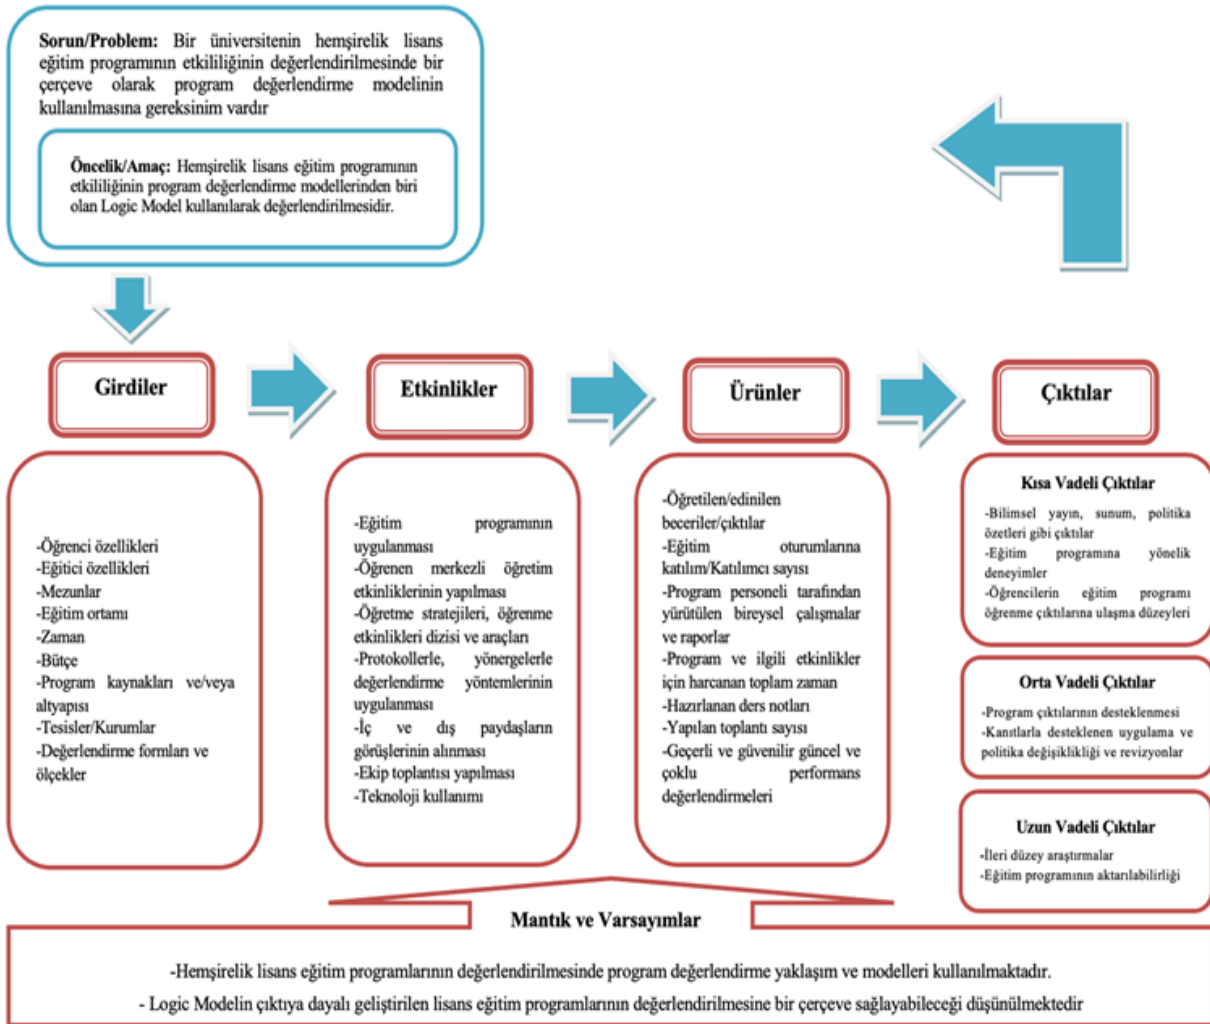 Sorun/Problem: Bir üniversitenin hemşirelik lisans
eğitim programının etkililiğinin değerlendirilmesinde bir
çerçeve olarak program değerlendirme modelinin
kullanılmasına gereksinim vardır
Öncelik/Amaç: Hemşirelik lisans eğitim programının
etkililiğinin program değerlendirme modellerinden biri
olan Logic Model kullanılarak değerlendirilmesidir.
Girdiler
-Öğrenci özellikleri
-Eğitici özellikleri
-Mezunlar
-Eğitim ortamı
-Zaman
-Bütçe
-Program kaynakları ve/veya
altyapısı
-Tesisler/Kurumlar
-Değerlendirme formları ve
ölçekler
Etkinlikler
-Eğitim programının
uygulanması
-Öğrenen merkezli öğretim
etkinliklerinin yapılması
-Öğretme stratejileri, öğrenme
etkinlikleri dizisi ve araçları
-Protokollerle, yönergelerle
değerlendirme yöntemlerinin
uygulanması
-İç ve dış paydaşların
görüşlerinin alınması
-Ekip toplantısı yapılması
-Teknoloji kullanımı
Ürünler
-Öğretilen/edinilen
beceriler/çıktılar
-Eğitim oturumlarına
katılım/Katılımcı sayısı
-Program personeli tarafından
yürütülen bireysel çalışmalar
ve raporlar
-Program ve ilgili etkinlikler
için harcanan toplam zaman
-Hazırlanan ders notları
-Yapılan toplantı sayısı
-Geçerli ve güvenilir güncel ve
çoklu performans
değerlendirmeleri
Çıktılar
Kısa Vadeli Çıktılar
-Bilimsel yayın, sunum, politika
özetleri gibi çıktılar
-Eğitim programına yönelik
deneyimler
-Öğrencilerin eğitim programı
öğrenme çıktılarına ulaşma düzeyleri
Orta Vadeli Çıktılar
-Program çıktılarının desteklenmesi
-Kanıtlarla desteklenen uygulama ve
politika değişikliği ve revizyonlar
Uzun Vadeli Çıktılar
-İleri düzey araştırmalar
-Eğitim programının aktarılabilirliği
Mantık ve Varsayımlar
-Hemşirelik lisans eğitim programlarının değerlendirilmesinde program değerlendirme yaklaşım ve modelleri kullanılmaktadır.
- Logic Modelin çıktıya dayalı geliştirilen lisans eğitim programlarının değerlendirilmesine bir çerçeve sağlayabileceği düşünülmektedir